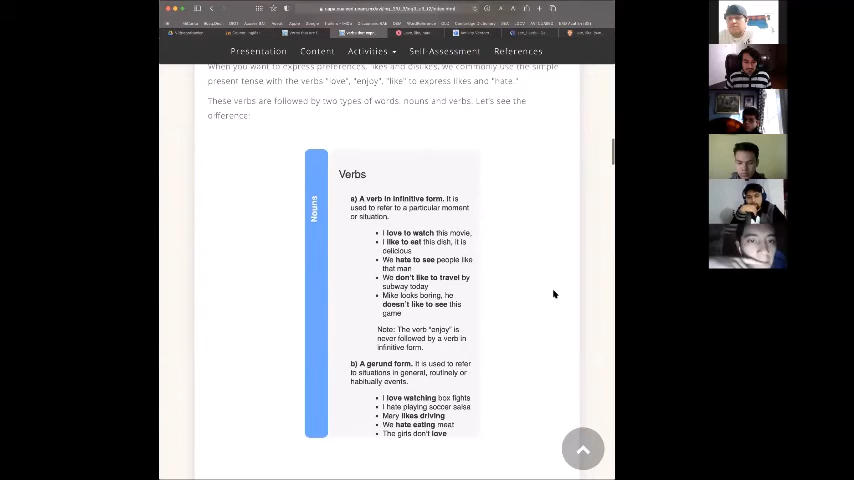 Presentation Content Activities Self-Assessment References
When you want to express preferences, likes and dislikes, we commonly use the simple
present tense with the verbs "love", "enjoy", "like" to express likes and "hate."
These verbs are followed by two types of words, nouns and verbs. Let's see the
difference:
Nouns
Verbs
a) A verb in infinitive form. It is
used to refer to a particular moment
or situation.
• I love to watch this movie,
• I like to eat this dish, it is
delicious
• We hate to see people like
that man
• We don't like to travel by
subway today
• Mike looks boring, he
doesn't like to see this
game
Note: The verb "enjoy" is
never followed by a verb in
infinitive form.
b) A gerund form. It is used to refer
to situations in general, routinely or
habitually events.
• I love watching box fights
• I hate playing soccer salsa
• Mary likes driving
• We hate eating meat
• The girls don't love